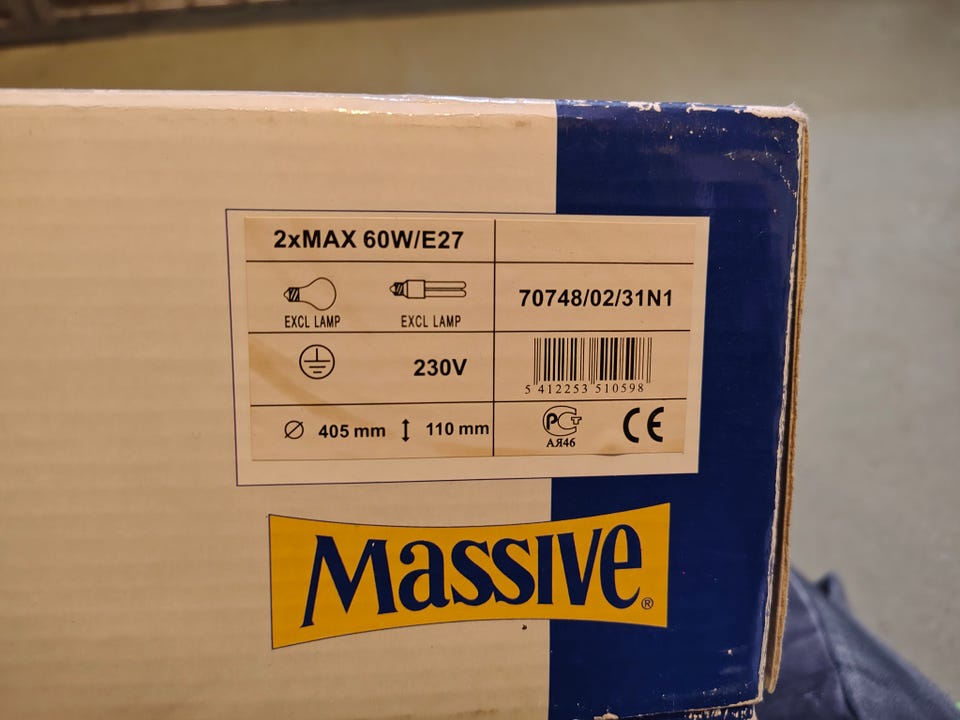 2xMAX 60W/E27
EXCL LAMP EXCL LAMP
70748/02/31N1
230V
5 412253 510598
⌀ 405 mm ↕ 110 mm
РСТ
АЯ46
CE
Massive®